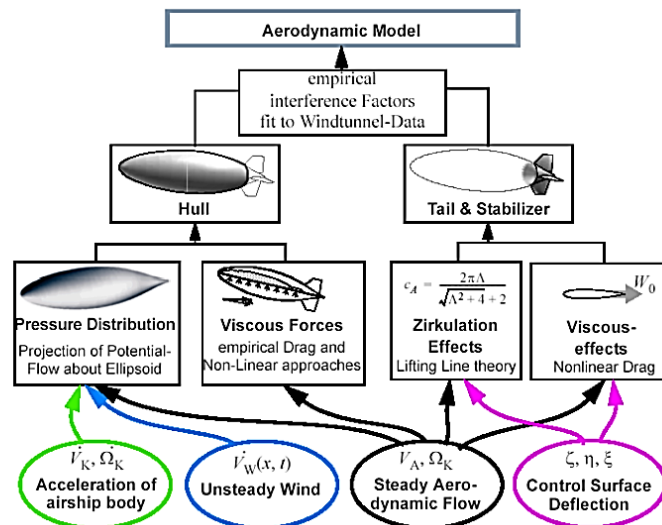 Aerodynamic Model
empirical
interference Factors
fit to Windtunnel-Data
Hull
Tail & Stabilizer
Pressure Distribution
Projection of Potential-
Flow about Ellipsoid
Viscous Forces
empirical Drag and
Non-Linear approaches
c_A = 2πΛ / (√(Λ² + 4) + 2)
Zirkulation
Effects
Lifting Line theory
W₀
Viscous-
effects
Nonlinear Drag
V̇_K, Ω̇_K
Acceleration of
airship body
V̇_W(x, t)
Unsteady Wind
V_A, Ω_K
Steady Aero-
dynamic Flow
ζ, η, ξ
Control Surface
Deflection